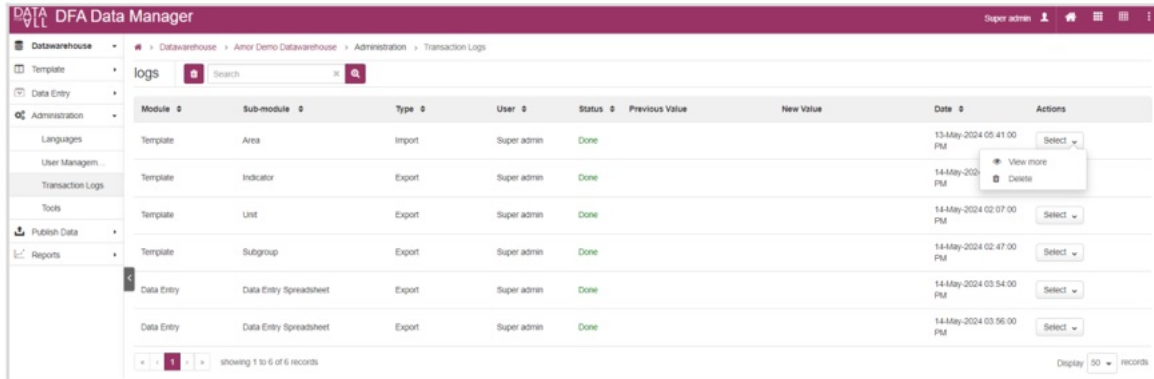 DATA FOR ALL DFA Data Manager Super admin
Datawarehouse Datawarehouse > Amor Demo Datawarehouse > Administration > Transaction Logs
Template logs Search
Data Entry
Administration Module Sub-module Type User Status Previous Value New Value Date Actions
Languages Template Area Import Super admin Done 13-May-2024 05:41:00 PM Select
User Managem... View more
Transaction Logs Template Indicator Export Super admin Done 14-May-202 PM Delete
Tools Template Unit Export Super admin Done 14-May-2024 02:07:00 PM Select
Publish Data
Reports Template Subgroup Export Super admin Done 14-May-2024 02:47:00 PM Select
Data Entry Data Entry Spreadsheet Export Super admin Done 14-May-2024 03:54:00 PM Select
Data Entry Data Entry Spreadsheet Export Super admin Done 14-May-2024 03:56:00 PM Select
« ‹ 1 › » showing 1 to 6 of 6 records Display 50 records